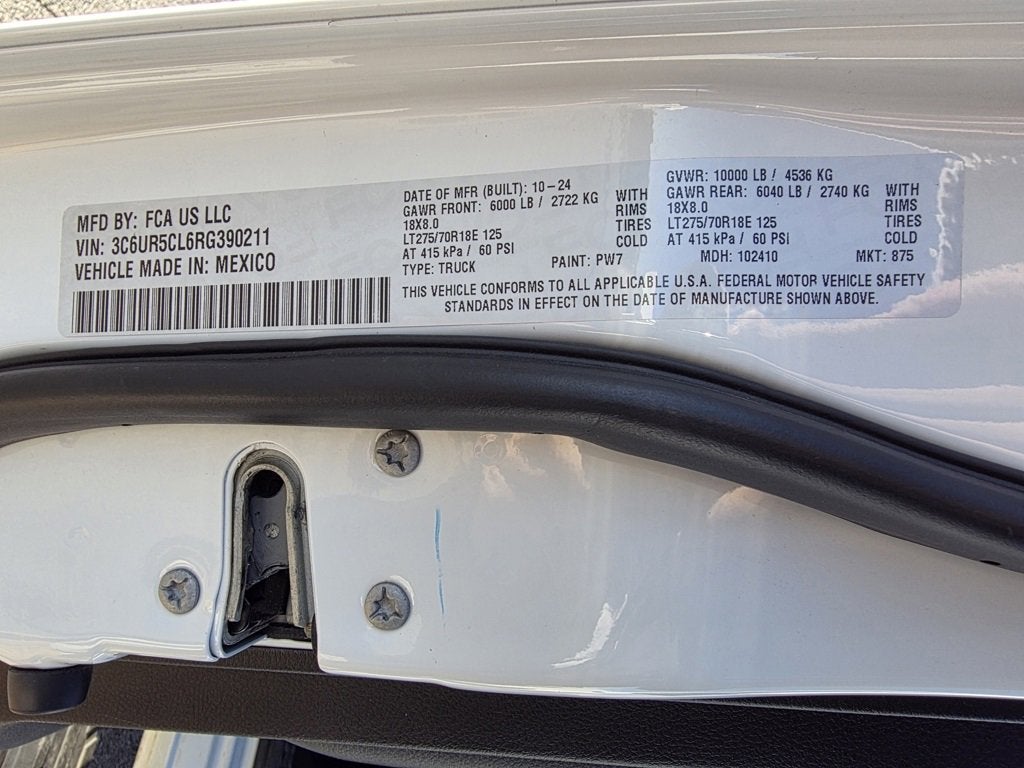 MFD BY: FCA US LLC
VIN: 3C6UR5CL6RG390211
VEHICLE MADE IN: MEXICO
DATE OF MFR (BUILT): 10-24
GAWR FRONT: 6000 LB / 2722 KG WITH
18X8.0 RIMS
LT275/70R18E 125 TIRES
AT 415 kPa / 60 PSI COLD
TYPE: TRUCK PAINT: PW7
GVWR: 10000 LB / 4536 KG
GAWR REAR: 6040 LB / 2740 KG WITH
18X8.0 RIMS
LT275/70R18E 125 TIRES
AT 415 kPa / 60 PSI COLD
MDH: 102410 MKT: 875
THIS VEHICLE CONFORMS TO ALL APPLICABLE U.S.A. FEDERAL MOTOR VEHICLE SAFETY
STANDARDS IN EFFECT ON THE DATE OF MANUFACTURE SHOWN ABOVE.